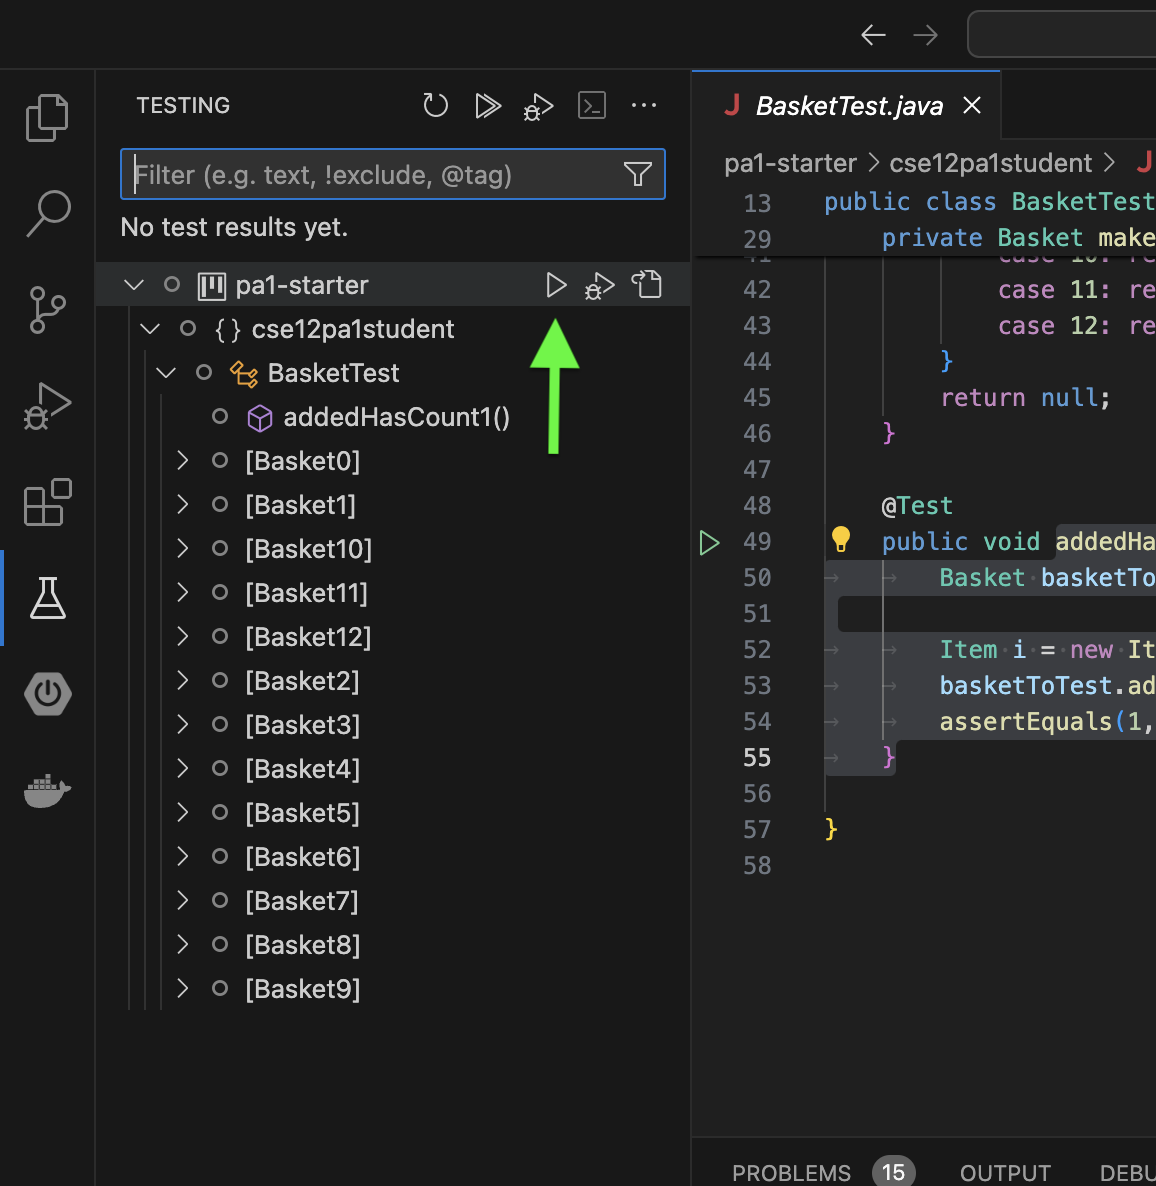 TESTING
Filter (e.g. text, !exclude, @tag)
No test results yet.
pa1-starter
{} cse12pa1student
BasketTest
addedHasCount1()
[Basket0]
[Basket1]
[Basket10]
[Basket11]
[Basket12]
[Basket2]
[Basket3]
[Basket4]
[Basket5]
[Basket6]
[Basket7]
[Basket8]
[Basket9]
J BasketTest.java
pa1-starter > cse12pa1student > J
13 public class BasketTest
29 private Basket make
41 case 10: re
42 case 11: re
43 case 12: re
44 }
45 return null;
46 }
47
48 @Test
49 public void addedHa
50 Basket basketTo
51
52 Item i = new It
53 basketToTest.ad
54 assertEquals(1,
55 }
56
57 }
58
PROBLEMS 15 OUTPUT DEBU